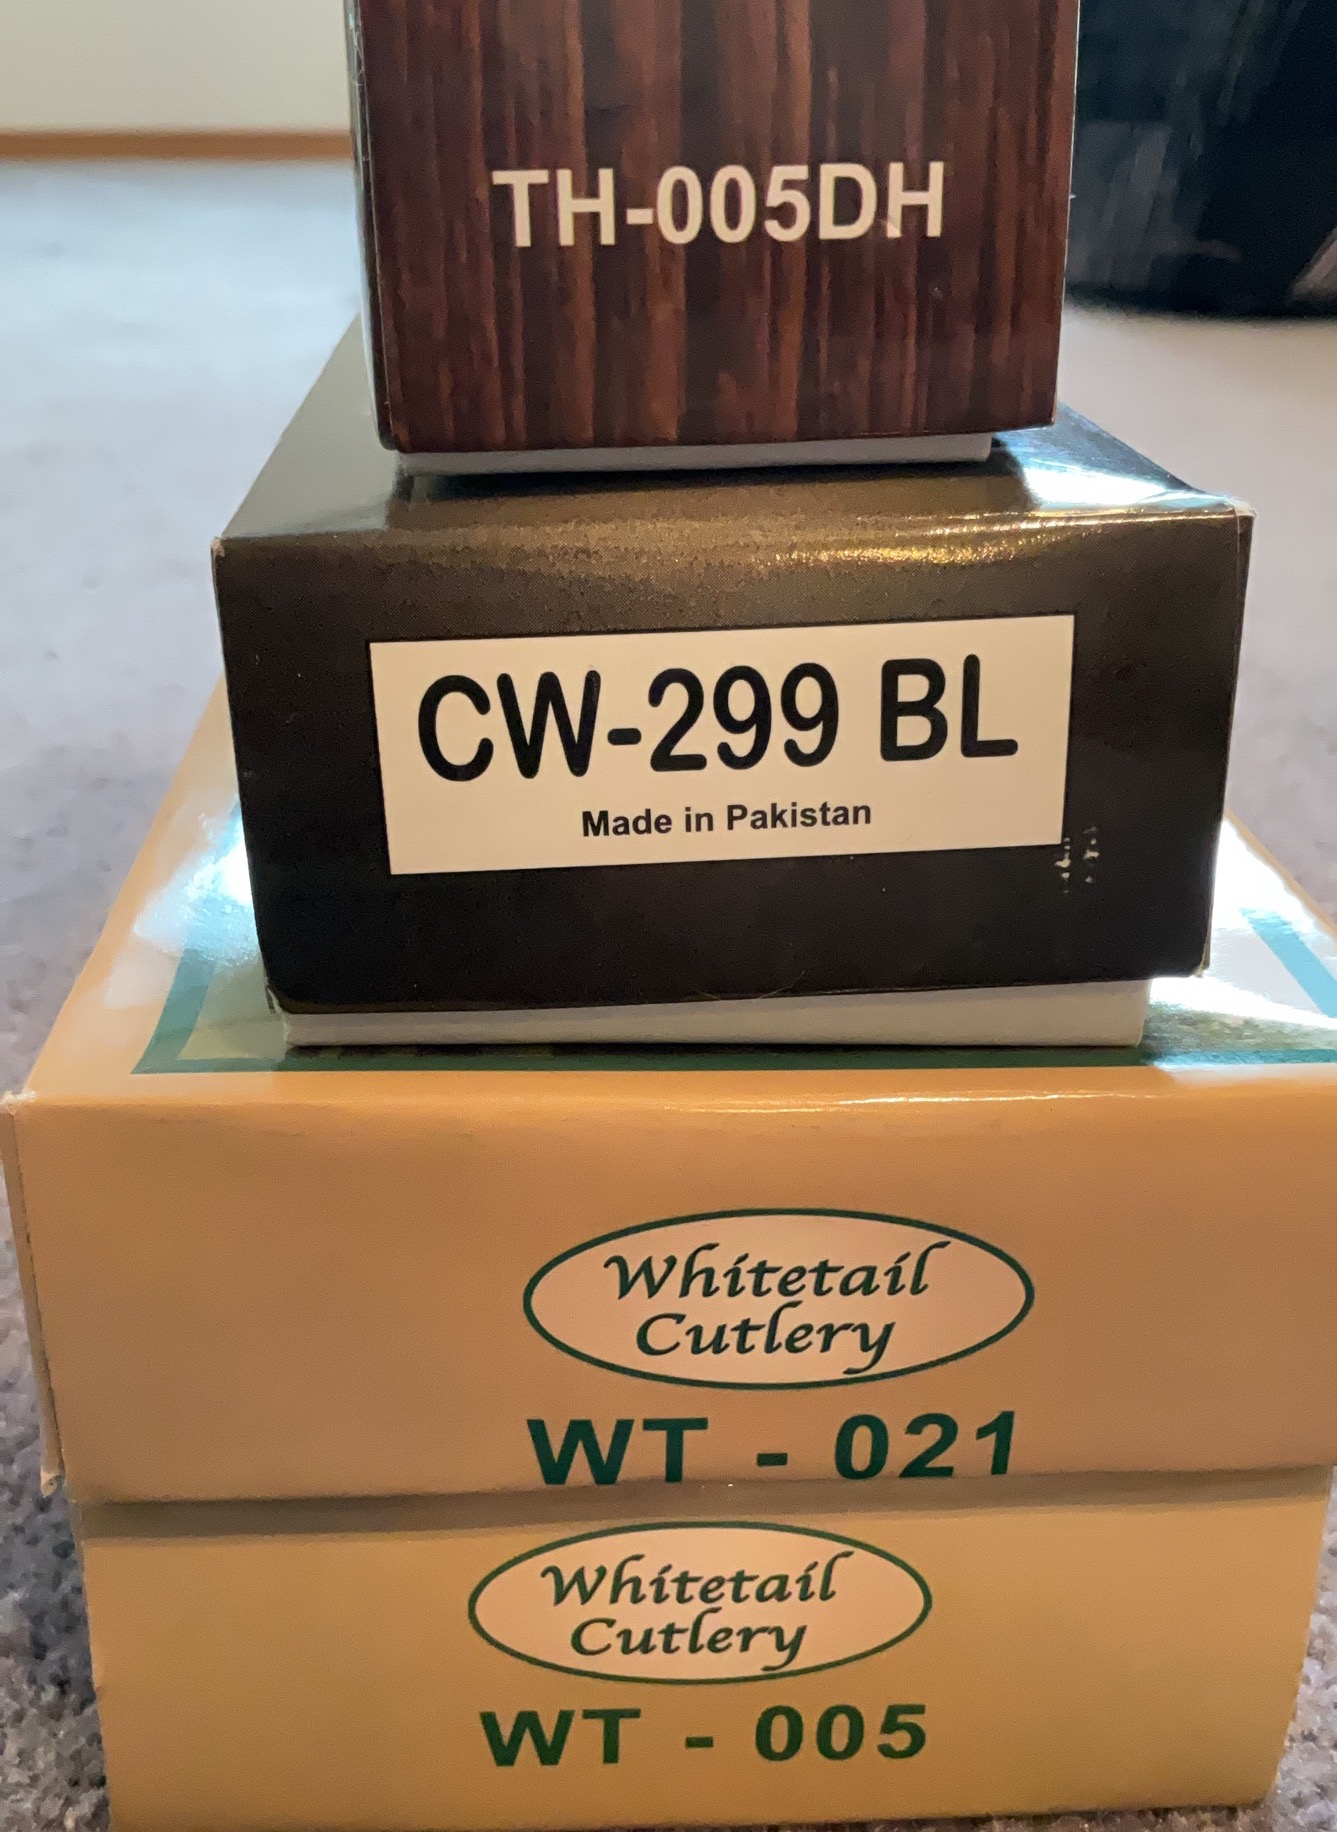 TH-005DH
CW-299 BL
Made in Pakistan
Whitetail
Cutlery
WT - 021
Whitetail
Cutlery
WT - 005